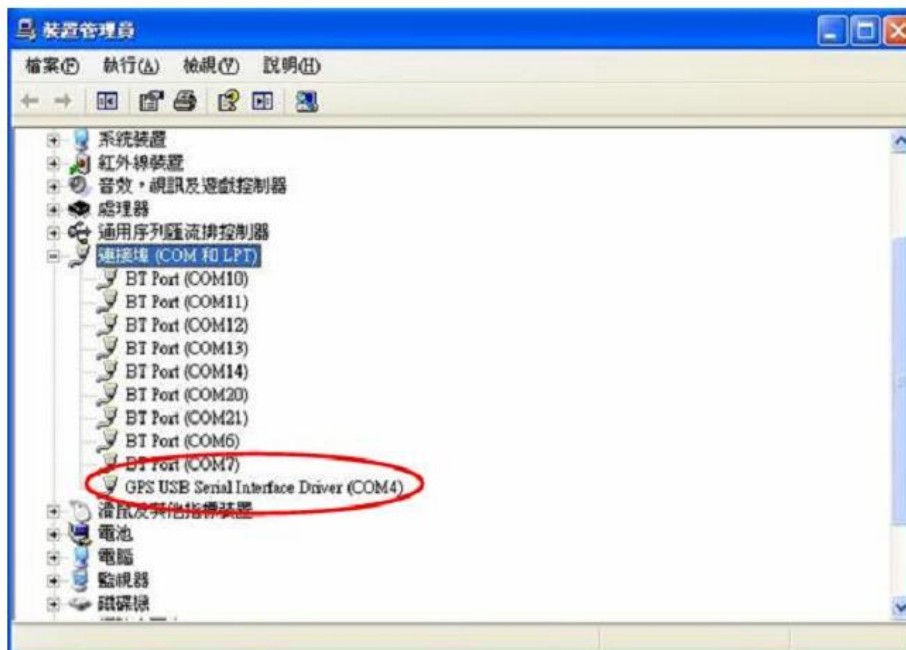 裝置管理員
檔案(F) 執行(A) 檢視(V) 說明(H)
系統裝置
紅外線裝置
音效，視訊及遊戲控制器
處理器
通用序列匯流排控制器
連接埠 (COM 和 LPT)
BT Port (COM10)
BT Port (COM11)
BT Port (COM12)
BT Port (COM13)
BT Port (COM14)
BT Port (COM20)
BT Port (COM21)
BT Port (COM6)
BT Port (COM7)
GPS USB Serial Interface Driver (COM4)
滑鼠及其他指標裝置
電池
電腦
監視器
磁碟機